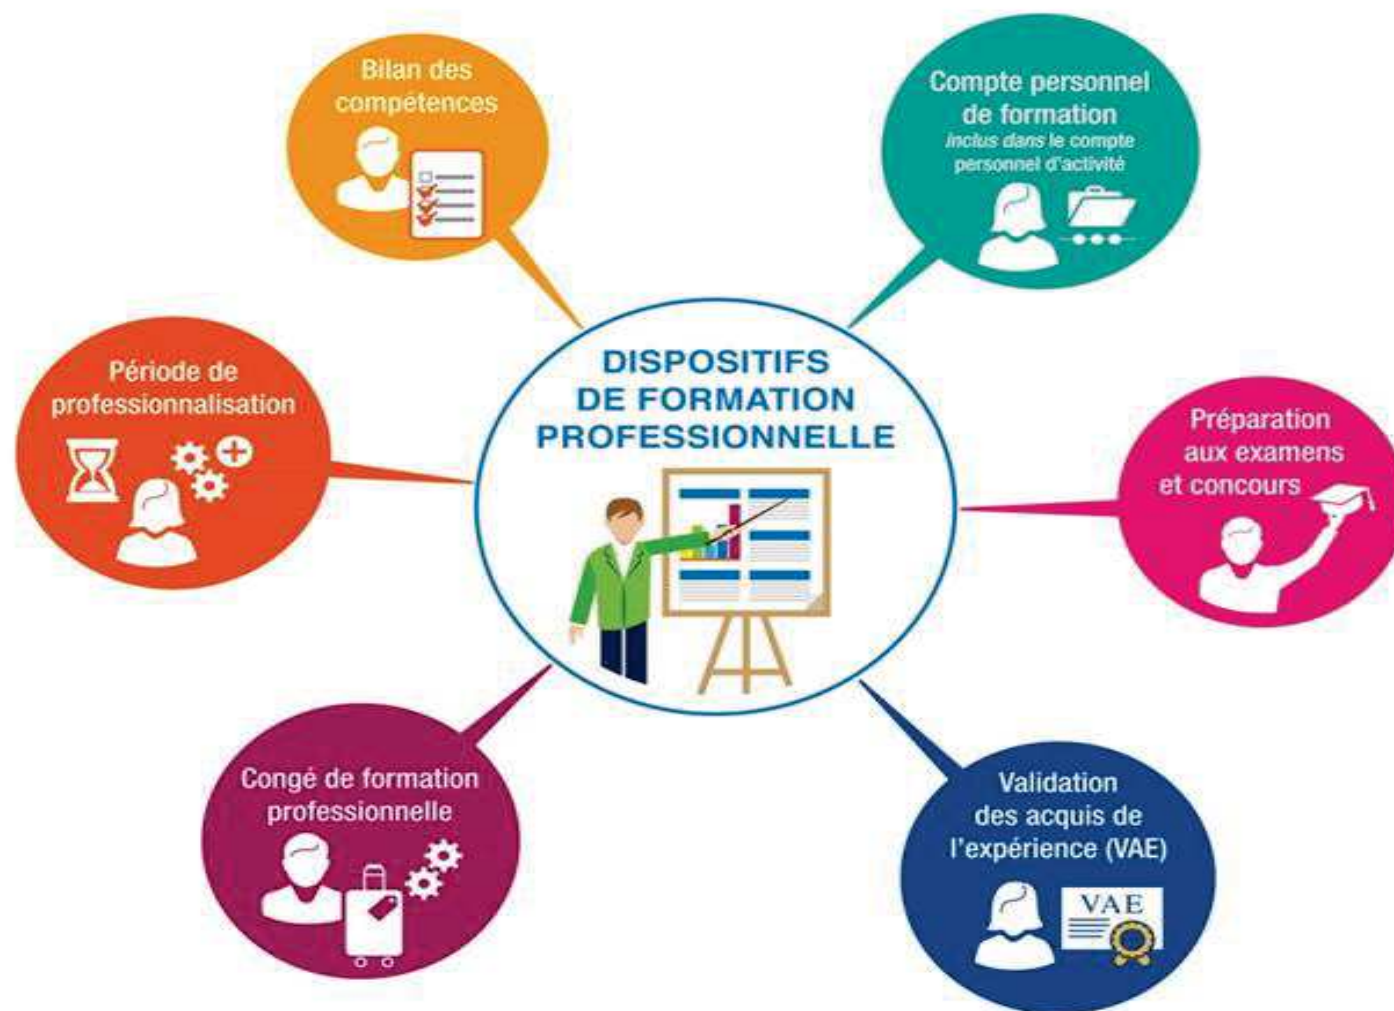 Bilan des
compétences
Compte personnel
de formation
inclus dans le compte
personnel d'activité
DISPOSITIFS
DE FORMATION
PROFESSIONNELLE
Période de
professionnalisation
Préparation
aux examens
et concours
Congé de formation
professionnelle
Validation
des acquis de
l'expérience (VAE)
VAE